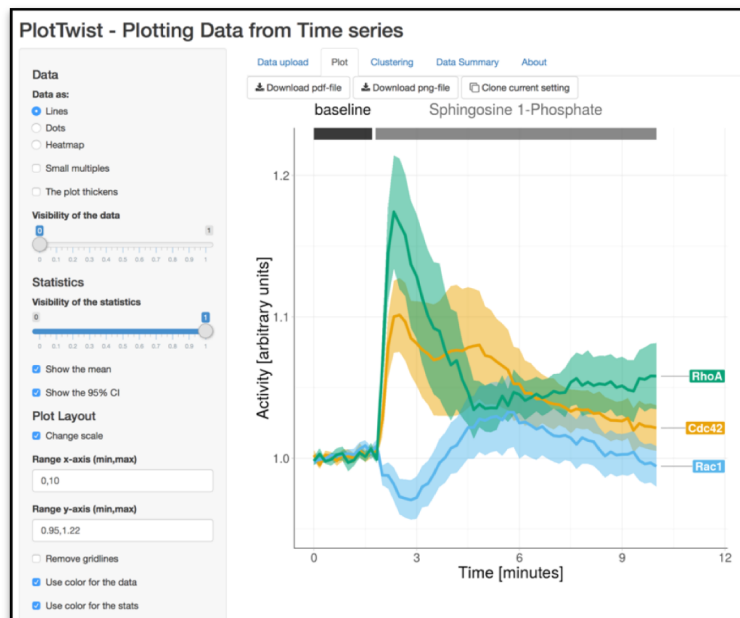 PlotTwist - Plotting Data from Time series
Data
Data as:
Lines
Dots
Heatmap
Small multiples
The plot thickens
Visibility of the data
0 1
0 0.1 0.2 0.3 0.4 0.5 0.6 0.7 0.8 0.9 1
Statistics
Visibility of the statistics
0 1
0 0.1 0.2 0.3 0.4 0.5 0.6 0.7 0.8 0.9 1
Show the mean
Show the 95% CI
Plot Layout
Change scale
Range x-axis (min,max)
0,10
Range y-axis (min,max)
0.95,1.22
Remove gridlines
Use color for the data
Use color for the stats
Data upload Plot Clustering Data Summary About
Download pdf-file Download png-file Clone current setting
baseline Sphingosine 1-Phosphate
Activity [arbitrary units]
1.2
1.1
1.0
RhoA
Cdc42
Rac1
0 3 6 9 12
Time [minutes]